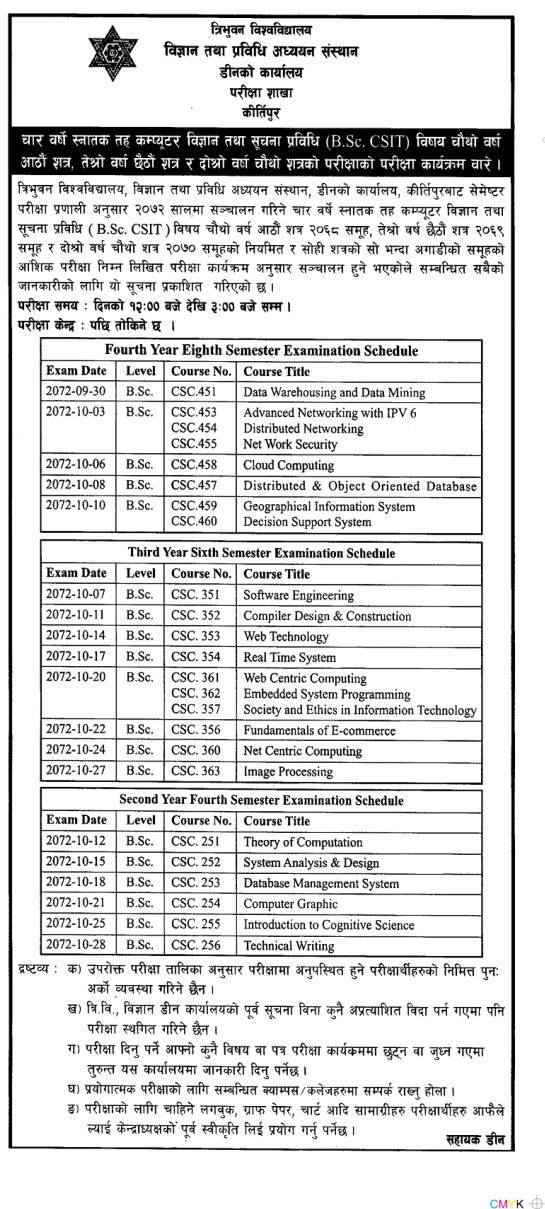 त्रिभुवन विश्वविद्यालय
विज्ञान तथा प्रविधि अध्ययन संस्थान
डीनको कार्यालय
परीक्षा शाखा
कीर्तिपुर
चार वर्षे स्नातक तह कम्प्यूटर विज्ञान तथा सूचना प्रविधि (B.Sc. CSIT) विषय चौथो वर्ष
आठौं शत्र, तेश्रो वर्ष छैठौं शत्र र दोश्रो वर्ष चौथो शत्रको परीक्षाको परीक्षा कार्यक्रम वारे ।
त्रिभुवन विश्वविद्यालय, विज्ञान तथा प्रविधि अध्ययन संस्थान, डीनको कार्यालय, कीर्तिपुरबाट सेमेष्टर
परीक्षा प्रणाली अनुसार २०७२ सालमा सञ्चालन गरिने चार वर्षे स्नातक तह कम्प्यूटर विज्ञान तथा
सूचना प्रविधि ( B.Sc. CSIT ) विषय चौथो वर्ष आठौं शत्र २०६८ समूह, तेश्रो वर्ष छैठौं शत्र २०६९
समूह र दोश्रो वर्ष चौथो शत्र २०७० समूहको नियमित र सोही शत्रको सो भन्दा अगाडीको समूहको
आंशिक परीक्षा निम्न लिखित परीक्षा कार्यक्रम अनुसार सञ्चालन हुने भएकोले सम्बन्धित सबैको
जानकारीको लागि यो सूचना प्रकाशित गरिएको छ ।
परीक्षा समय : दिनको १२:०० बजे देखि ३:०० बजे सम्म ।
परीक्षा केन्द्र : पछि तोकिने छ ।
Fourth Year Eighth Semester Examination Schedule
Exam Date Level Course No. Course Title
2072-09-30 B.Sc. CSC.451 Data Warehousing and Data Mining
2072-10-03 B.Sc. CSC.453 Advanced Networking with IPV 6
CSC.454 Distributed Networking
CSC.455 Net Work Security
2072-10-06 B.Sc. CSC.458 Cloud Computing
2072-10-08 B.Sc. CSC.457 Distributed & Object Oriented Database
2072-10-10 B.Sc. CSC.459 Geographical Information System
CSC.460 Decision Support System
Third Year Sixth Semester Examination Schedule
Exam Date Level Course No. Course Title
2072-10-07 B.Sc. CSC. 351 Software Engineering
2072-10-11 B.Sc. CSC. 352 Compiler Design & Construction
2072-10-14 B.Sc. CSC. 353 Web Technology
2072-10-17 B.Sc. CSC. 354 Real Time System
2072-10-20 B.Sc. CSC. 361 Web Centric Computing
CSC. 362 Embedded System Programming
CSC. 357 Society and Ethics in Information Technology
2072-10-22 B.Sc. CSC. 356 Fundamentals of E-commerce
2072-10-24 B.Sc. CSC. 360 Net Centric Computing
2072-10-27 B.Sc. CSC. 363 Image Processing
Second Year Fourth Semester Examination Schedule
Exam Date Level Course No. Course Title
2072-10-12 B.Sc. CSC. 251 Theory of Computation
2072-10-15 B.Sc. CSC. 252 System Analysis & Design
2072-10-18 B.Sc. CSC. 253 Database Management System
2072-10-21 B.Sc. CSC. 254 Computer Graphic
2072-10-25 B.Sc. CSC. 255 Introduction to Cognitive Science
2072-10-28 B.Sc. CSC. 256 Technical Writing
द्रष्टव्य : क) उपरोक्त परीक्षा तालिका अनुसार परीक्षामा अनुपस्थित हुने परीक्षार्थीहरुको निमित्त पुनः
अर्को व्यवस्था गरिने छैन ।
ख) त्रि.वि., विज्ञान डीन कार्यालयको पूर्व सूचना विना कुनै अप्रत्याशित विदा पर्न गएमा पनि
परीक्षा स्थगित गरिने छैन ।
ग) परीक्षा दिनु पर्ने आफ्नो कुनै विषय वा पत्र परीक्षा कार्यक्रममा छुट्न वा जुध्न गएमा
तुरुन्त यस कार्यालयमा जानकारी दिनु पर्नेछ ।
घ) प्रयोगात्मक परीक्षाको लागि सम्बन्धित क्याम्पस/कलेजहरुमा सम्पर्क राख्नु होला ।
ङ) परीक्षाको लागि चाहिने लगबुक, ग्राफ पेपर, चार्ट आदि सामाग्रीहरु परीक्षार्थीहरु आफैले
ल्याई केन्द्राध्यक्षको पूर्व स्वीकृति लिई प्रयोग गर्नु पर्नेछ ।
सहायक डीन
CMYK